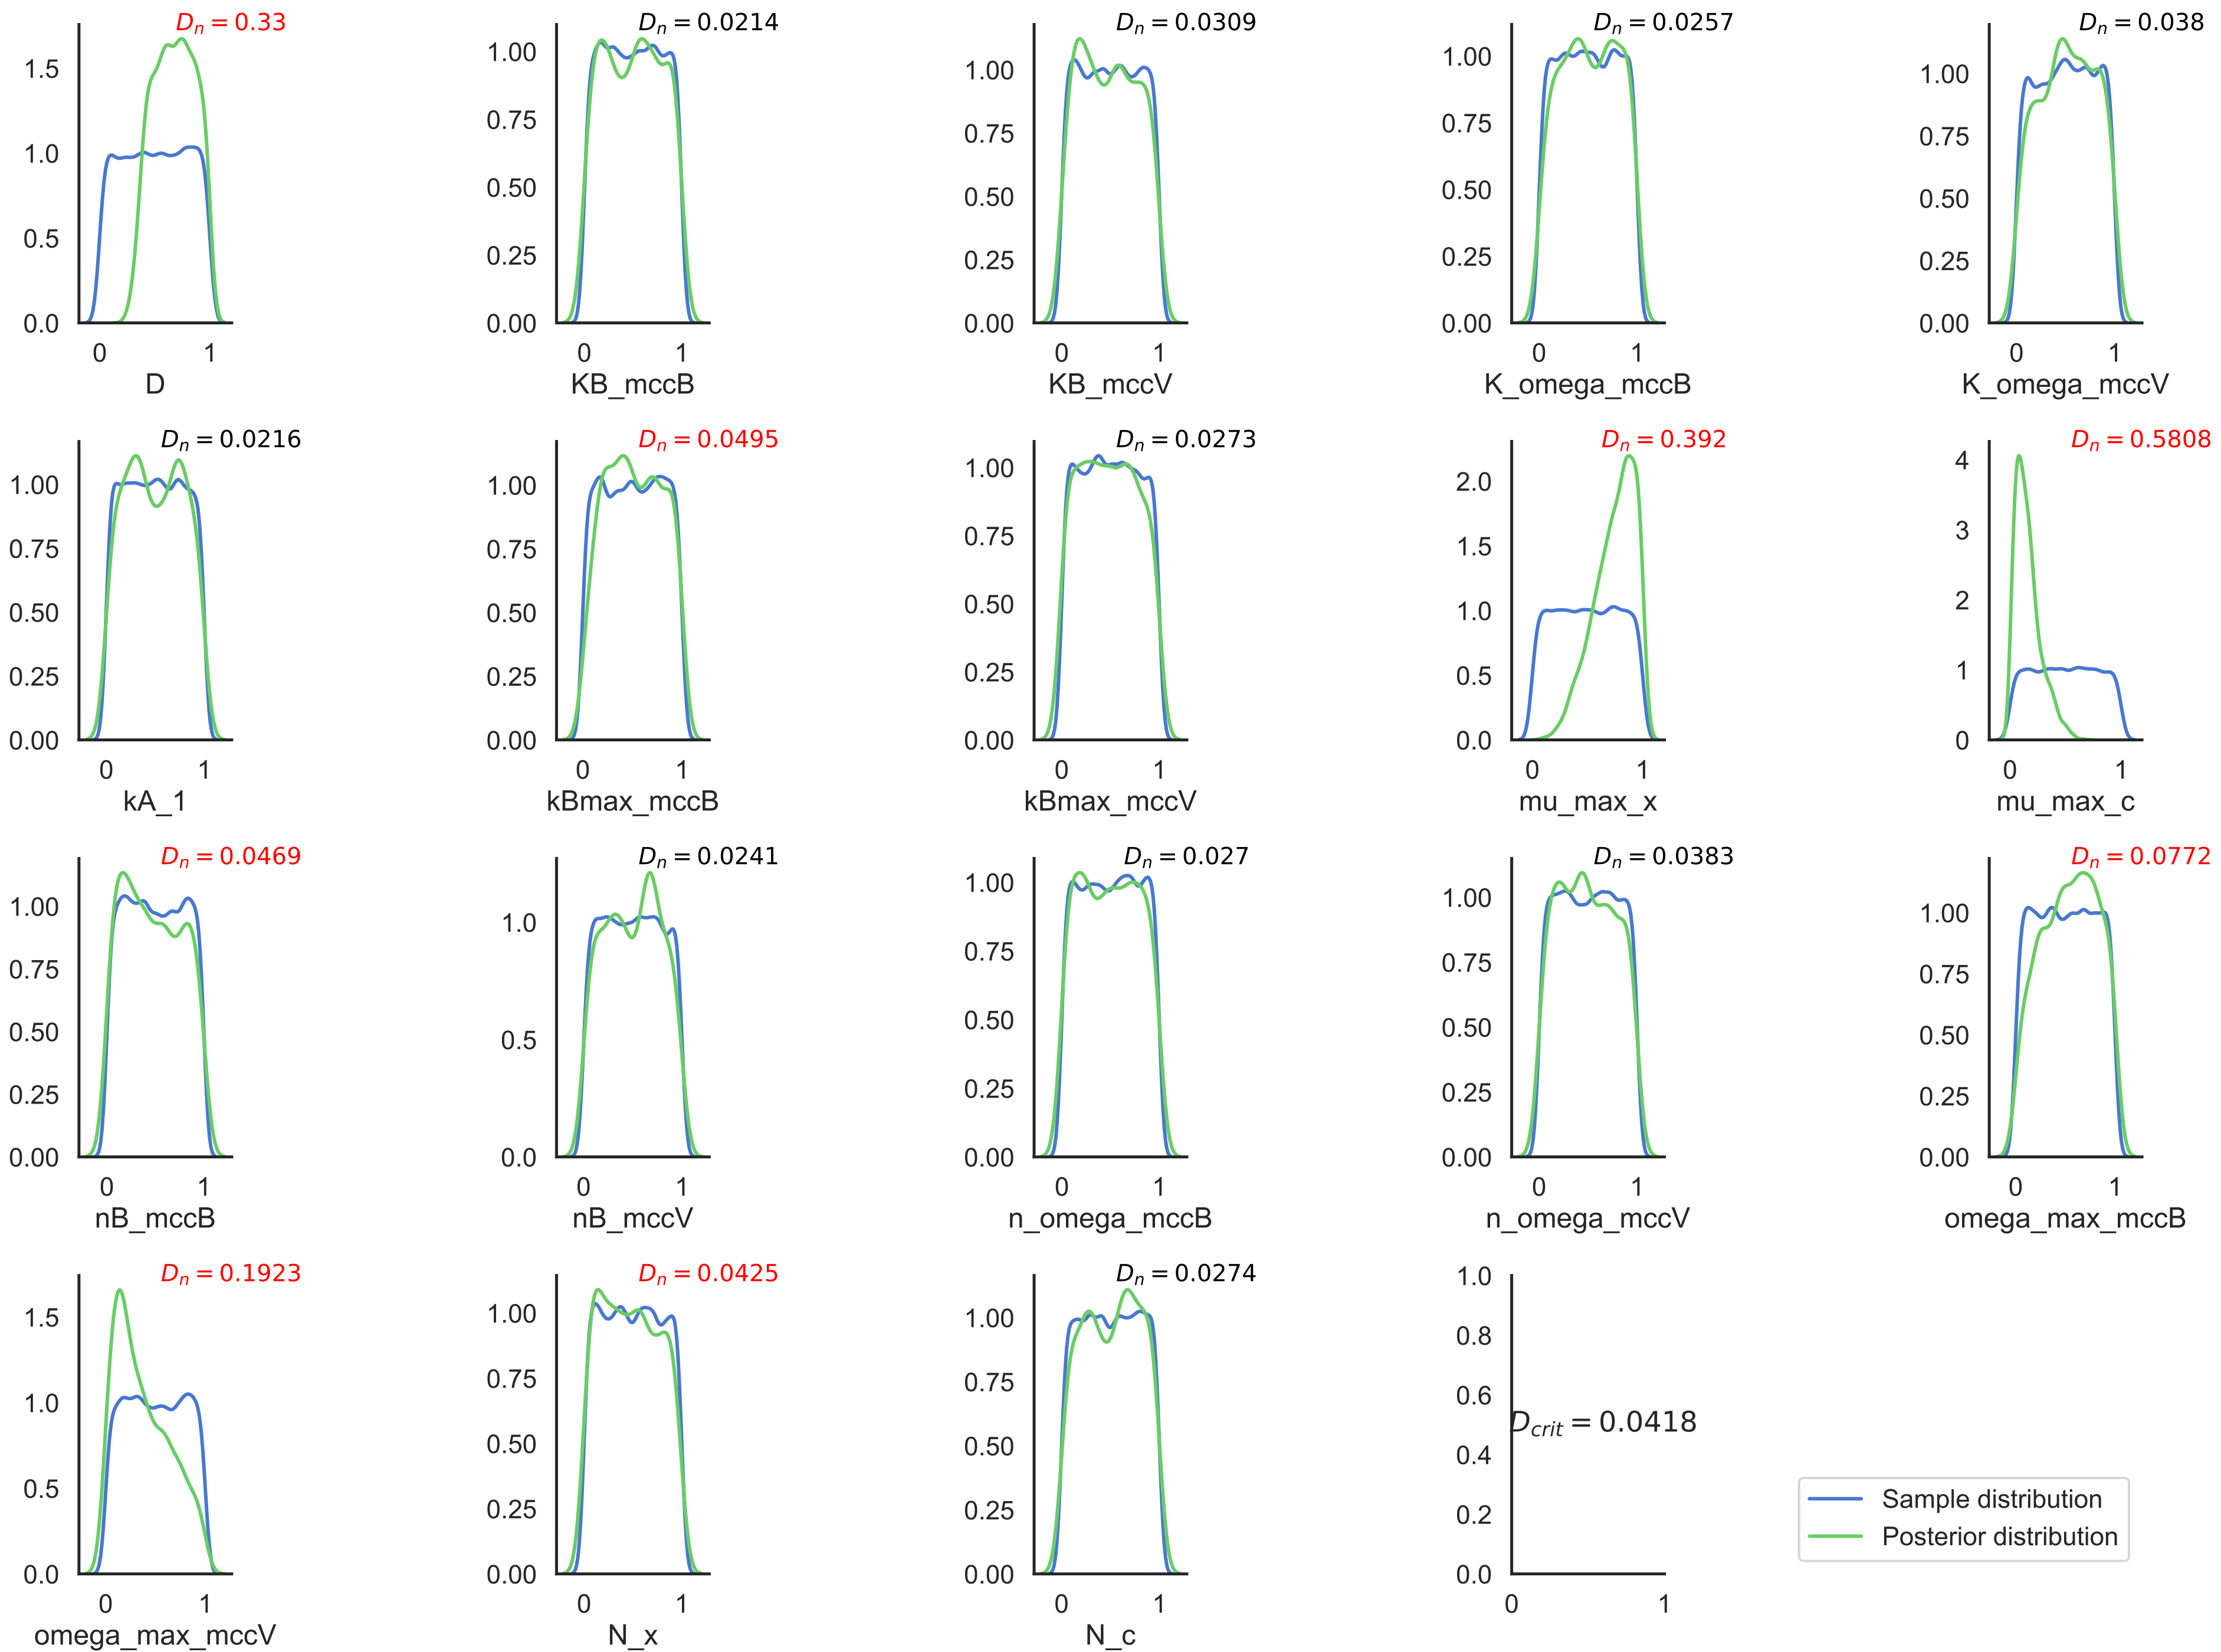 D_n = 0.33
D_n = 0.0214
D_n = 0.0309
D_n = 0.0257
D_n = 0.038
1.5
1.0
0.5
0.0
1.00
0.75
0.50
0.25
0.00
1.00
0.75
0.50
0.25
0.00
1.00
0.75
0.50
0.25
0.00
1.00
0.75
0.50
0.25
0.00
0 1
0 1
0 1
0 1
0 1
D
KB_mccB
KB_mccV
K_omega_mccB
K_omega_mccV
D_n = 0.0216
D_n = 0.0495
D_n = 0.0273
D_n = 0.392
D_n = 0.5808
1.00
0.75
0.50
0.25
0.00
1.00
0.75
0.50
0.25
0.00
1.00
0.75
0.50
0.25
0.00
2.0
1.5
1.0
0.5
0.0
4
3
2
1
0
0 1
0 1
0 1
0 1
0 1
kA_1
kBmax_mccB
kBmax_mccV
mu_max_x
mu_max_c
D_n = 0.0469
D_n = 0.0241
D_n = 0.027
D_n = 0.0383
D_n = 0.0772
1.00
0.75
0.50
0.25
0.00
1.0
0.5
0.0
1.00
0.75
0.50
0.25
0.00
1.00
0.75
0.50
0.25
0.00
1.00
0.75
0.50
0.25
0.00
0 1
0 1
0 1
0 1
0 1
nB_mccB
nB_mccV
n_omega_mccB
n_omega_mccV
omega_max_mccB
D_n = 0.1923
D_n = 0.0425
D_n = 0.0274
1.5
1.0
0.5
0.0
1.00
0.75
0.50
0.25
0.00
1.00
0.75
0.50
0.25
0.00
1.0
0.8
0.6
0.4
0.2
0.0
D_crit = 0.0418
Sample distribution
Posterior distribution
0 1
0 1
0 1
0 1
omega_max_mccV
N_x
N_c